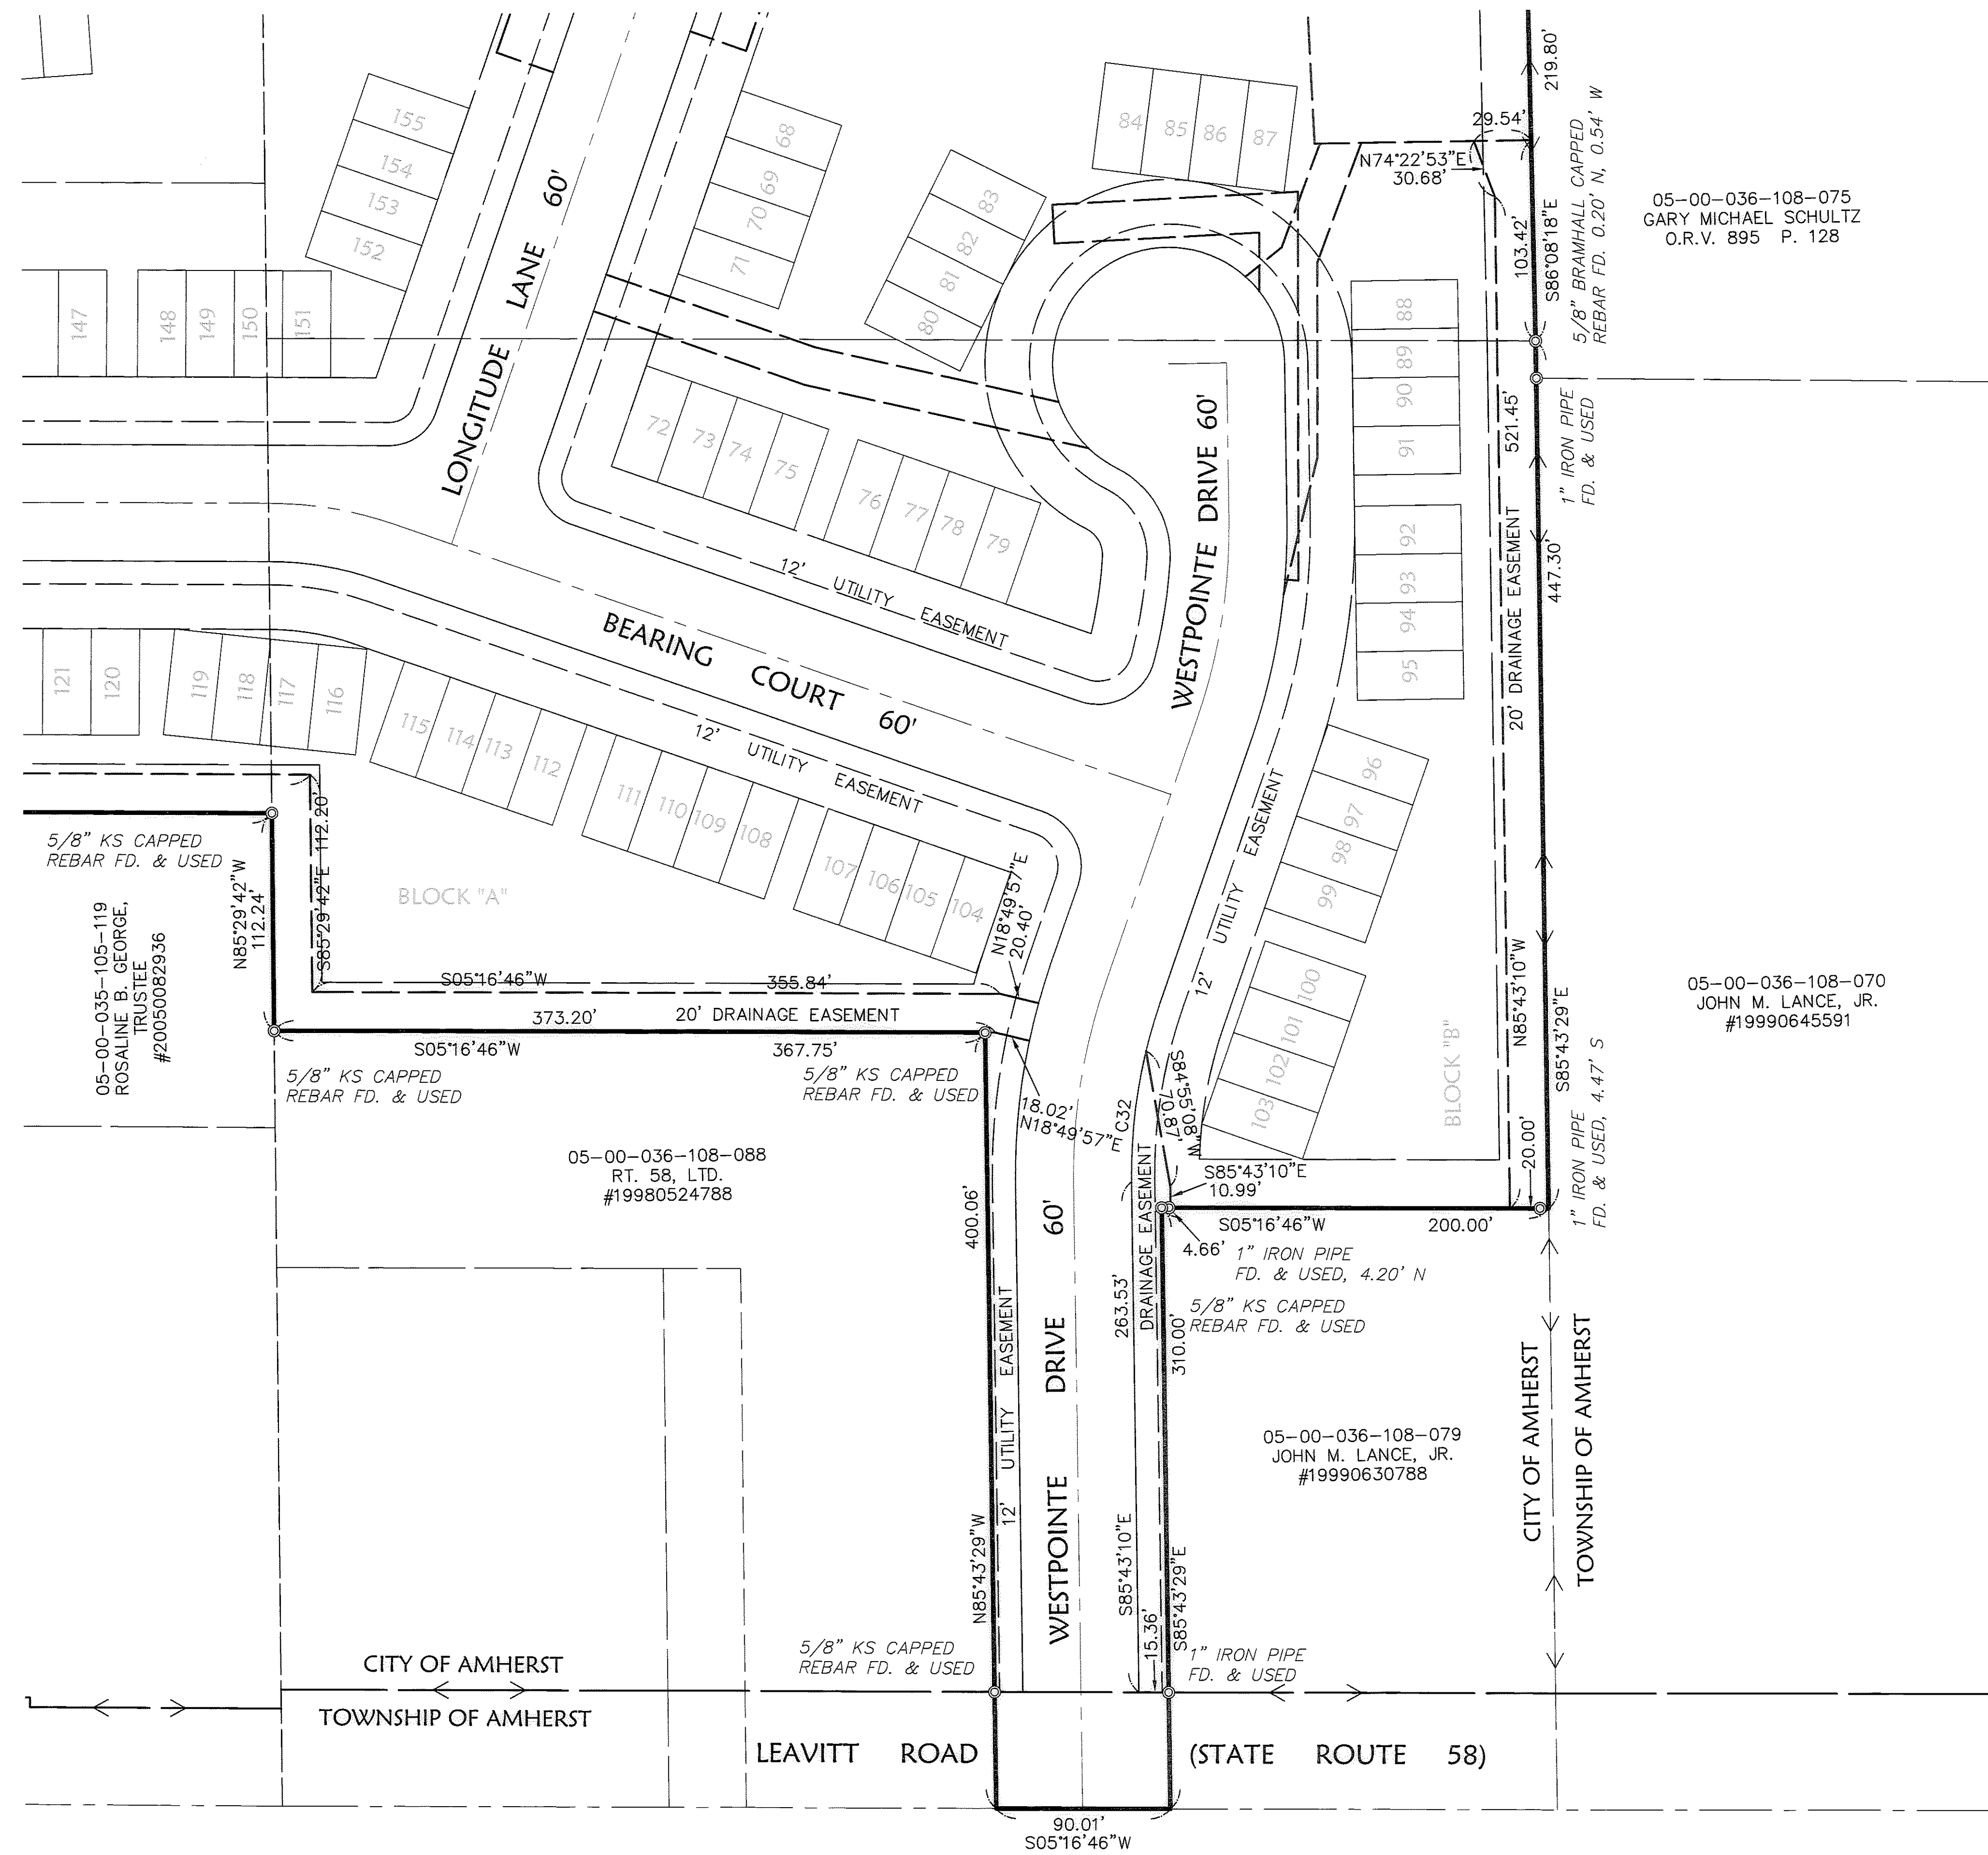 219.80'
29.54'
N74°22'53"E
30.68'
5/8" BRAMHALL CAPPED
REBAR FD. 0.20' N, 0.54' W
S86°08'18"E
103.42'
05-00-036-108-075
GARY MICHAEL SCHULTZ
O.R.V. 895 P. 128
155
154
153
152
LONGITUDE LANE 60'
68
69
70
71
83
82
81
80
84
85
86
87
147
148
149
150
151
88
89
90
91
92
93
94
95
72
73
74
75
76
77
78
79
12' UTILITY EASEMENT
WESTPOINTE DRIVE 60'
521.45'
1" IRON PIPE
FD. & USED
447.30'
20' DRAINAGE EASEMENT
BEARING COURT 60'
12' UTILITY EASEMENT
121
120
119
118
117
116
115
114
113
112
111
110
109
108
107
106
105
104
96
97
98
99
100
101
102
103
12' UTILITY EASEMENT
5/8" KS CAPPED
REBAR FD. & USED
N85°29'42"W
112.24'
S85°29'42"E 112.20'
BLOCK "A"
05-00-035-105-119
ROSALINE B. GEORGE,
TRUSTEE
#20050082936
S05°16'46"W 355.84'
373.20' 20' DRAINAGE EASEMENT
S05°16'46"W 367.75'
N18°49'57"E
20.40'
5/8" KS CAPPED
REBAR FD. & USED
5/8" KS CAPPED
REBAR FD. & USED
18.02'
N18°49'57"E
C32
S84°55'08"W
70.87'
BLOCK "B"
N85°43'10"W
20.00'
S85°43'29"E
1" IRON PIPE
FD. & USED, 4.47' S
05-00-036-108-070
JOHN M. LANCE, JR.
#19990645591
05-00-036-108-088
RT. 58, LTD.
#19980524788
S85°43'10"E
10.99'
S05°16'46"W 200.00'
4.66'
1" IRON PIPE
FD. & USED, 4.20' N
5/8" KS CAPPED
REBAR FD. & USED
400.06'
N85°43'29"W
12' UTILITY EASEMENT
WESTPOINTE DRIVE 60'
DRAINAGE EASEMENT
263.53'
S85°43'10"E
310.00'
S85°43'29"E
15.36'
05-00-036-108-079
JOHN M. LANCE, JR.
#19990630788
CITY OF AMHERST
TOWNSHIP OF AMHERST
5/8" KS CAPPED
REBAR FD. & USED
1" IRON PIPE
FD. & USED
CITY OF AMHERST
TOWNSHIP OF AMHERST
LEAVITT ROAD (STATE ROUTE 58)
90.01'
S05°16'46"W